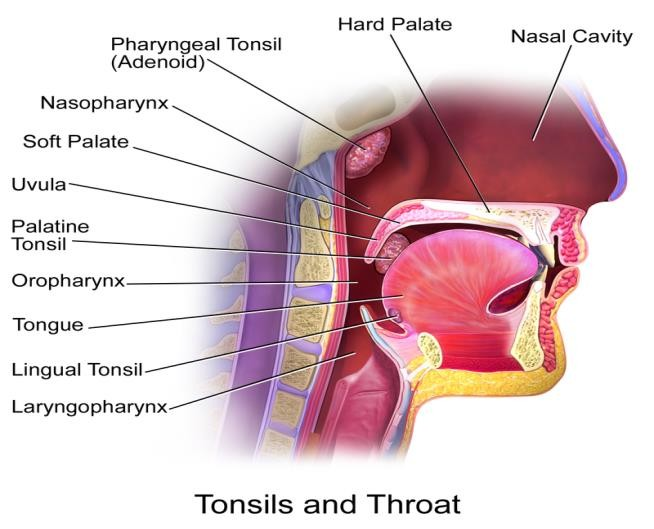 Hard Palate
Nasal Cavity
Pharyngeal Tonsil
(Adenoid)
Nasopharynx
Soft Palate
Uvula
Palatine
Tonsil
Oropharynx
Tongue
Lingual Tonsil
Laryngopharynx
Tonsils and Throat